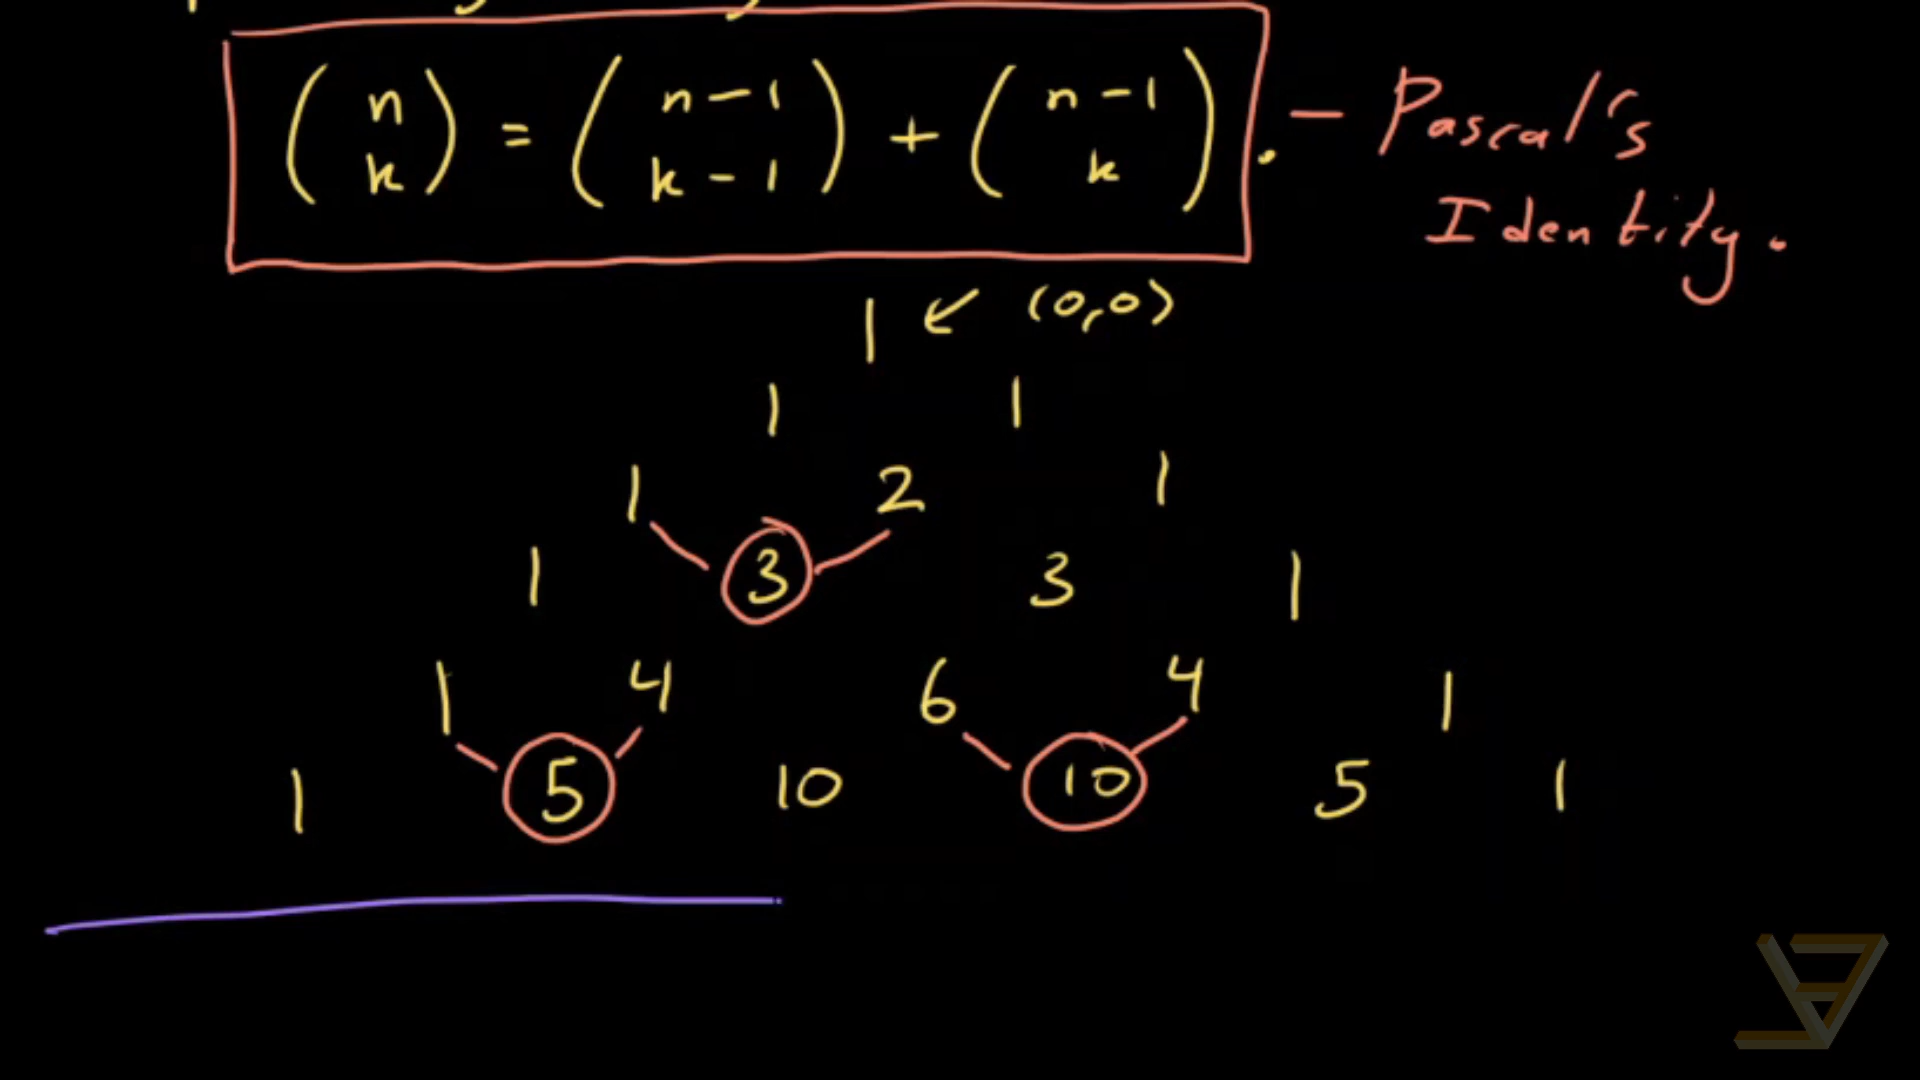 (n k) = (n-1 k-1) + (n-1 k). - Pascal's
Identity.
1 ↙ (0,0)
1 1
1 2 1
1 3 3 1
1 4 6 4 1
1 5 10 10 5 1